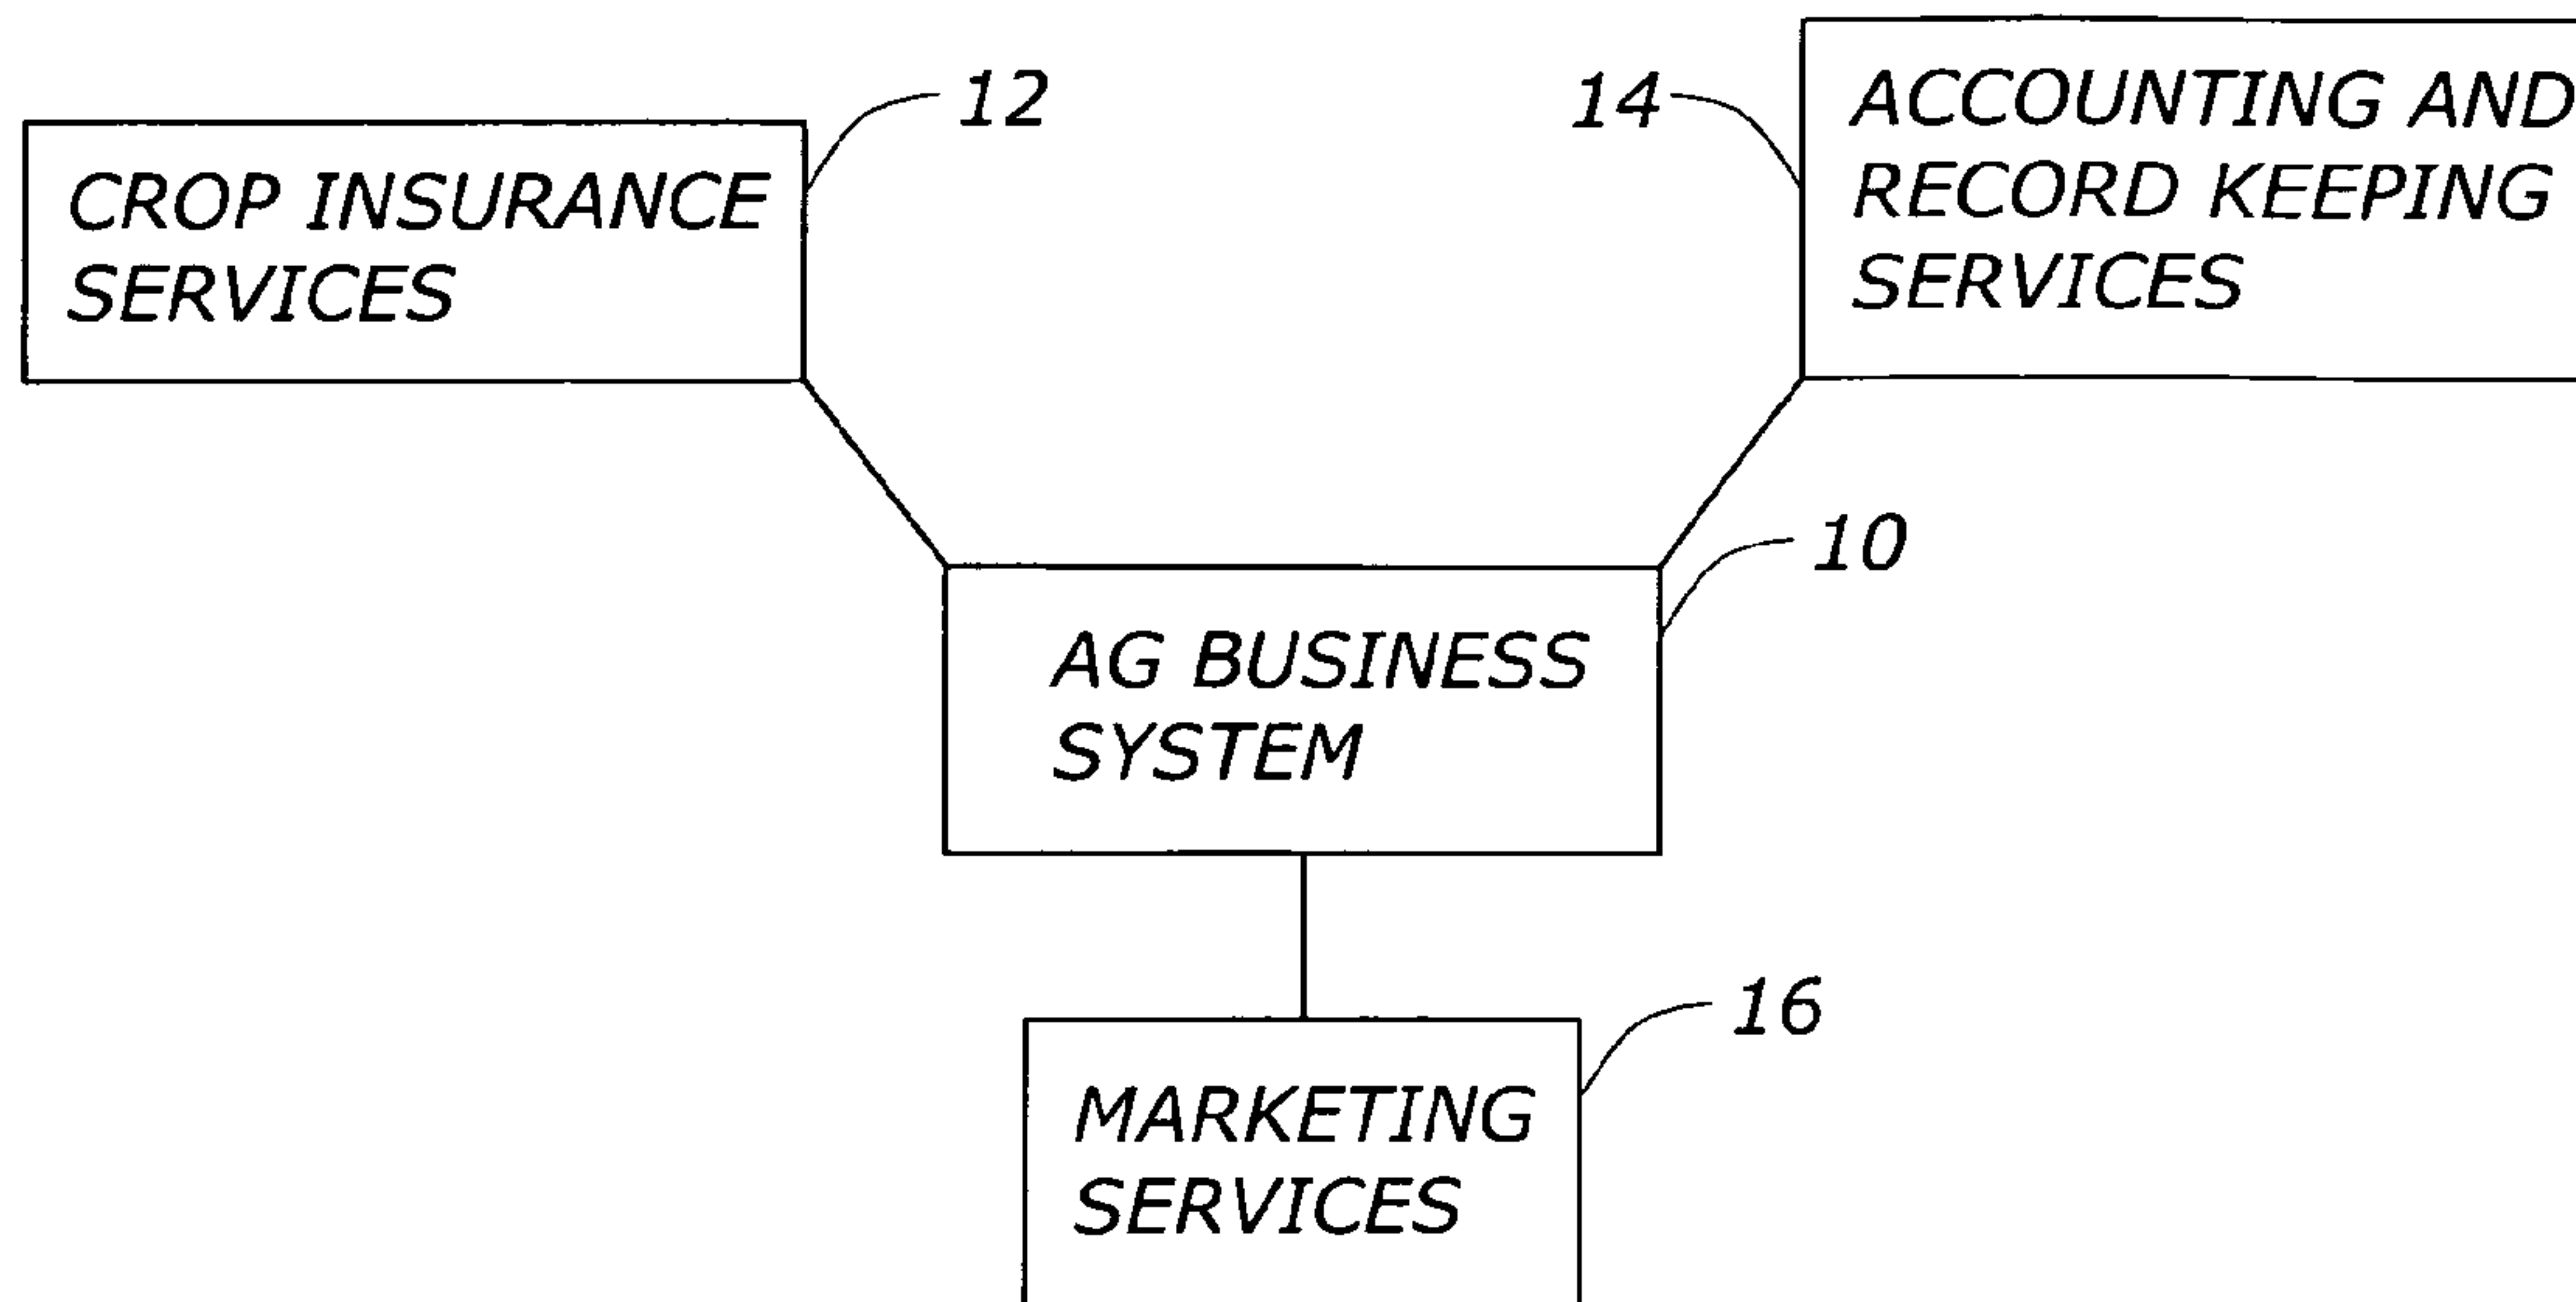 12
CROP INSURANCE
SERVICES
14
ACCOUNTING AND
RECORD KEEPING
SERVICES
10
AG BUSINESS
SYSTEM
16
MARKETING
SERVICES